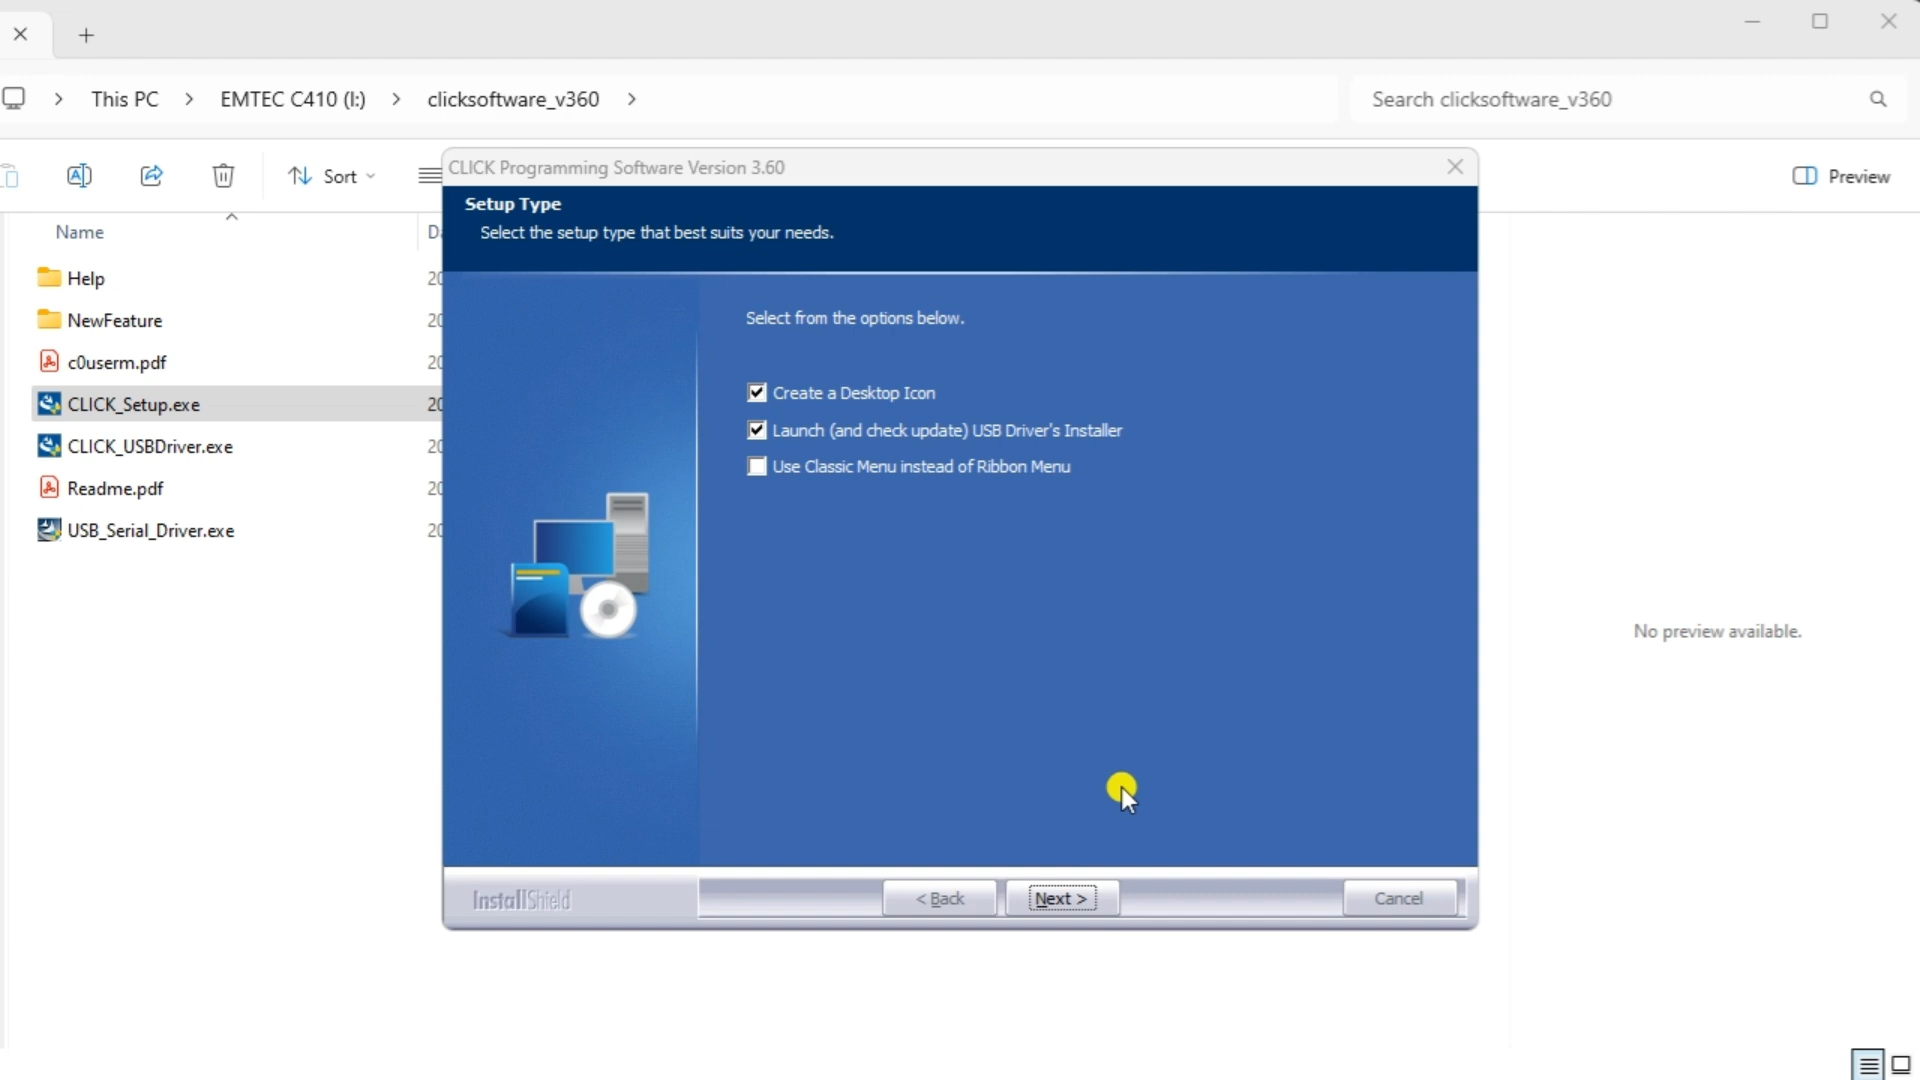 This PC > EMTEC C410 (I:) > clicksoftware_v360 >
Search clicksoftware_v360
Sort
Preview
Name
Help
NewFeature
c0userm.pdf
CLICK_Setup.exe
CLICK_USBDriver.exe
Readme.pdf
USB_Serial_Driver.exe
CLICK Programming Software Version 3.60
Setup Type
Select the setup type that best suits your needs.
Select from the options below.
Create a Desktop Icon
Launch (and check update) USB Driver's Installer
Use Classic Menu instead of Ribbon Menu
InstallShield
< Back
Next >
Cancel
No preview available.